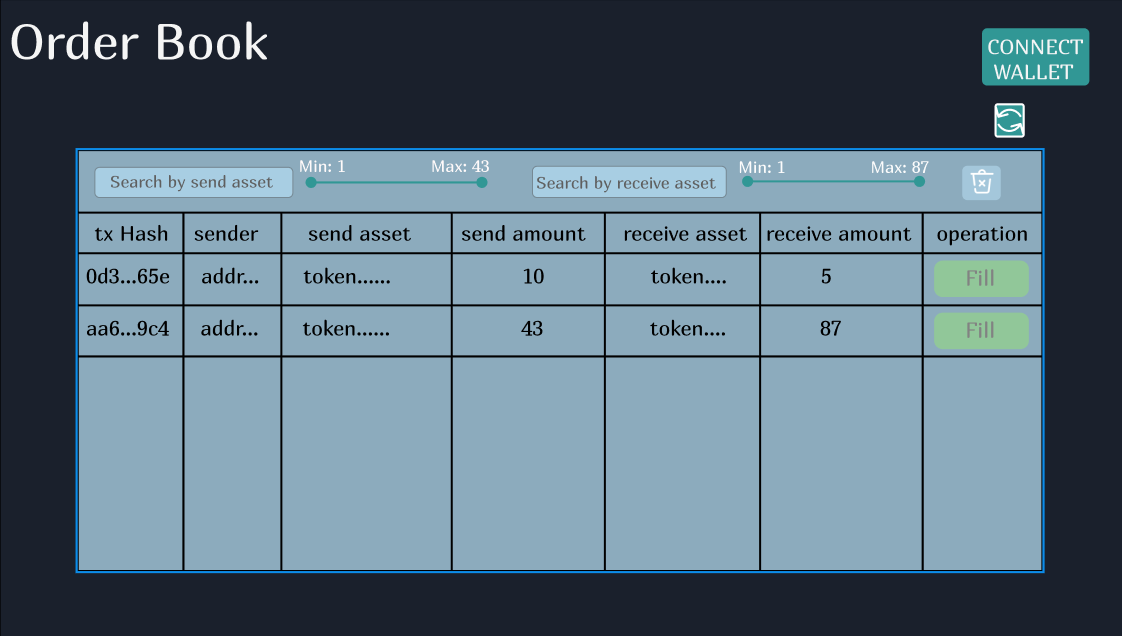 Order Book
CONNECT
WALLET
Search by send asset
Min: 1
Max: 43
Search by receive asset
Min: 1
Max: 87
tx Hash sender send asset send amount receive asset receive amount operation
0d3...65e addr... token...... 10 token.... 5 Fill
aa6...9c4 addr... token...... 43 token.... 87 Fill